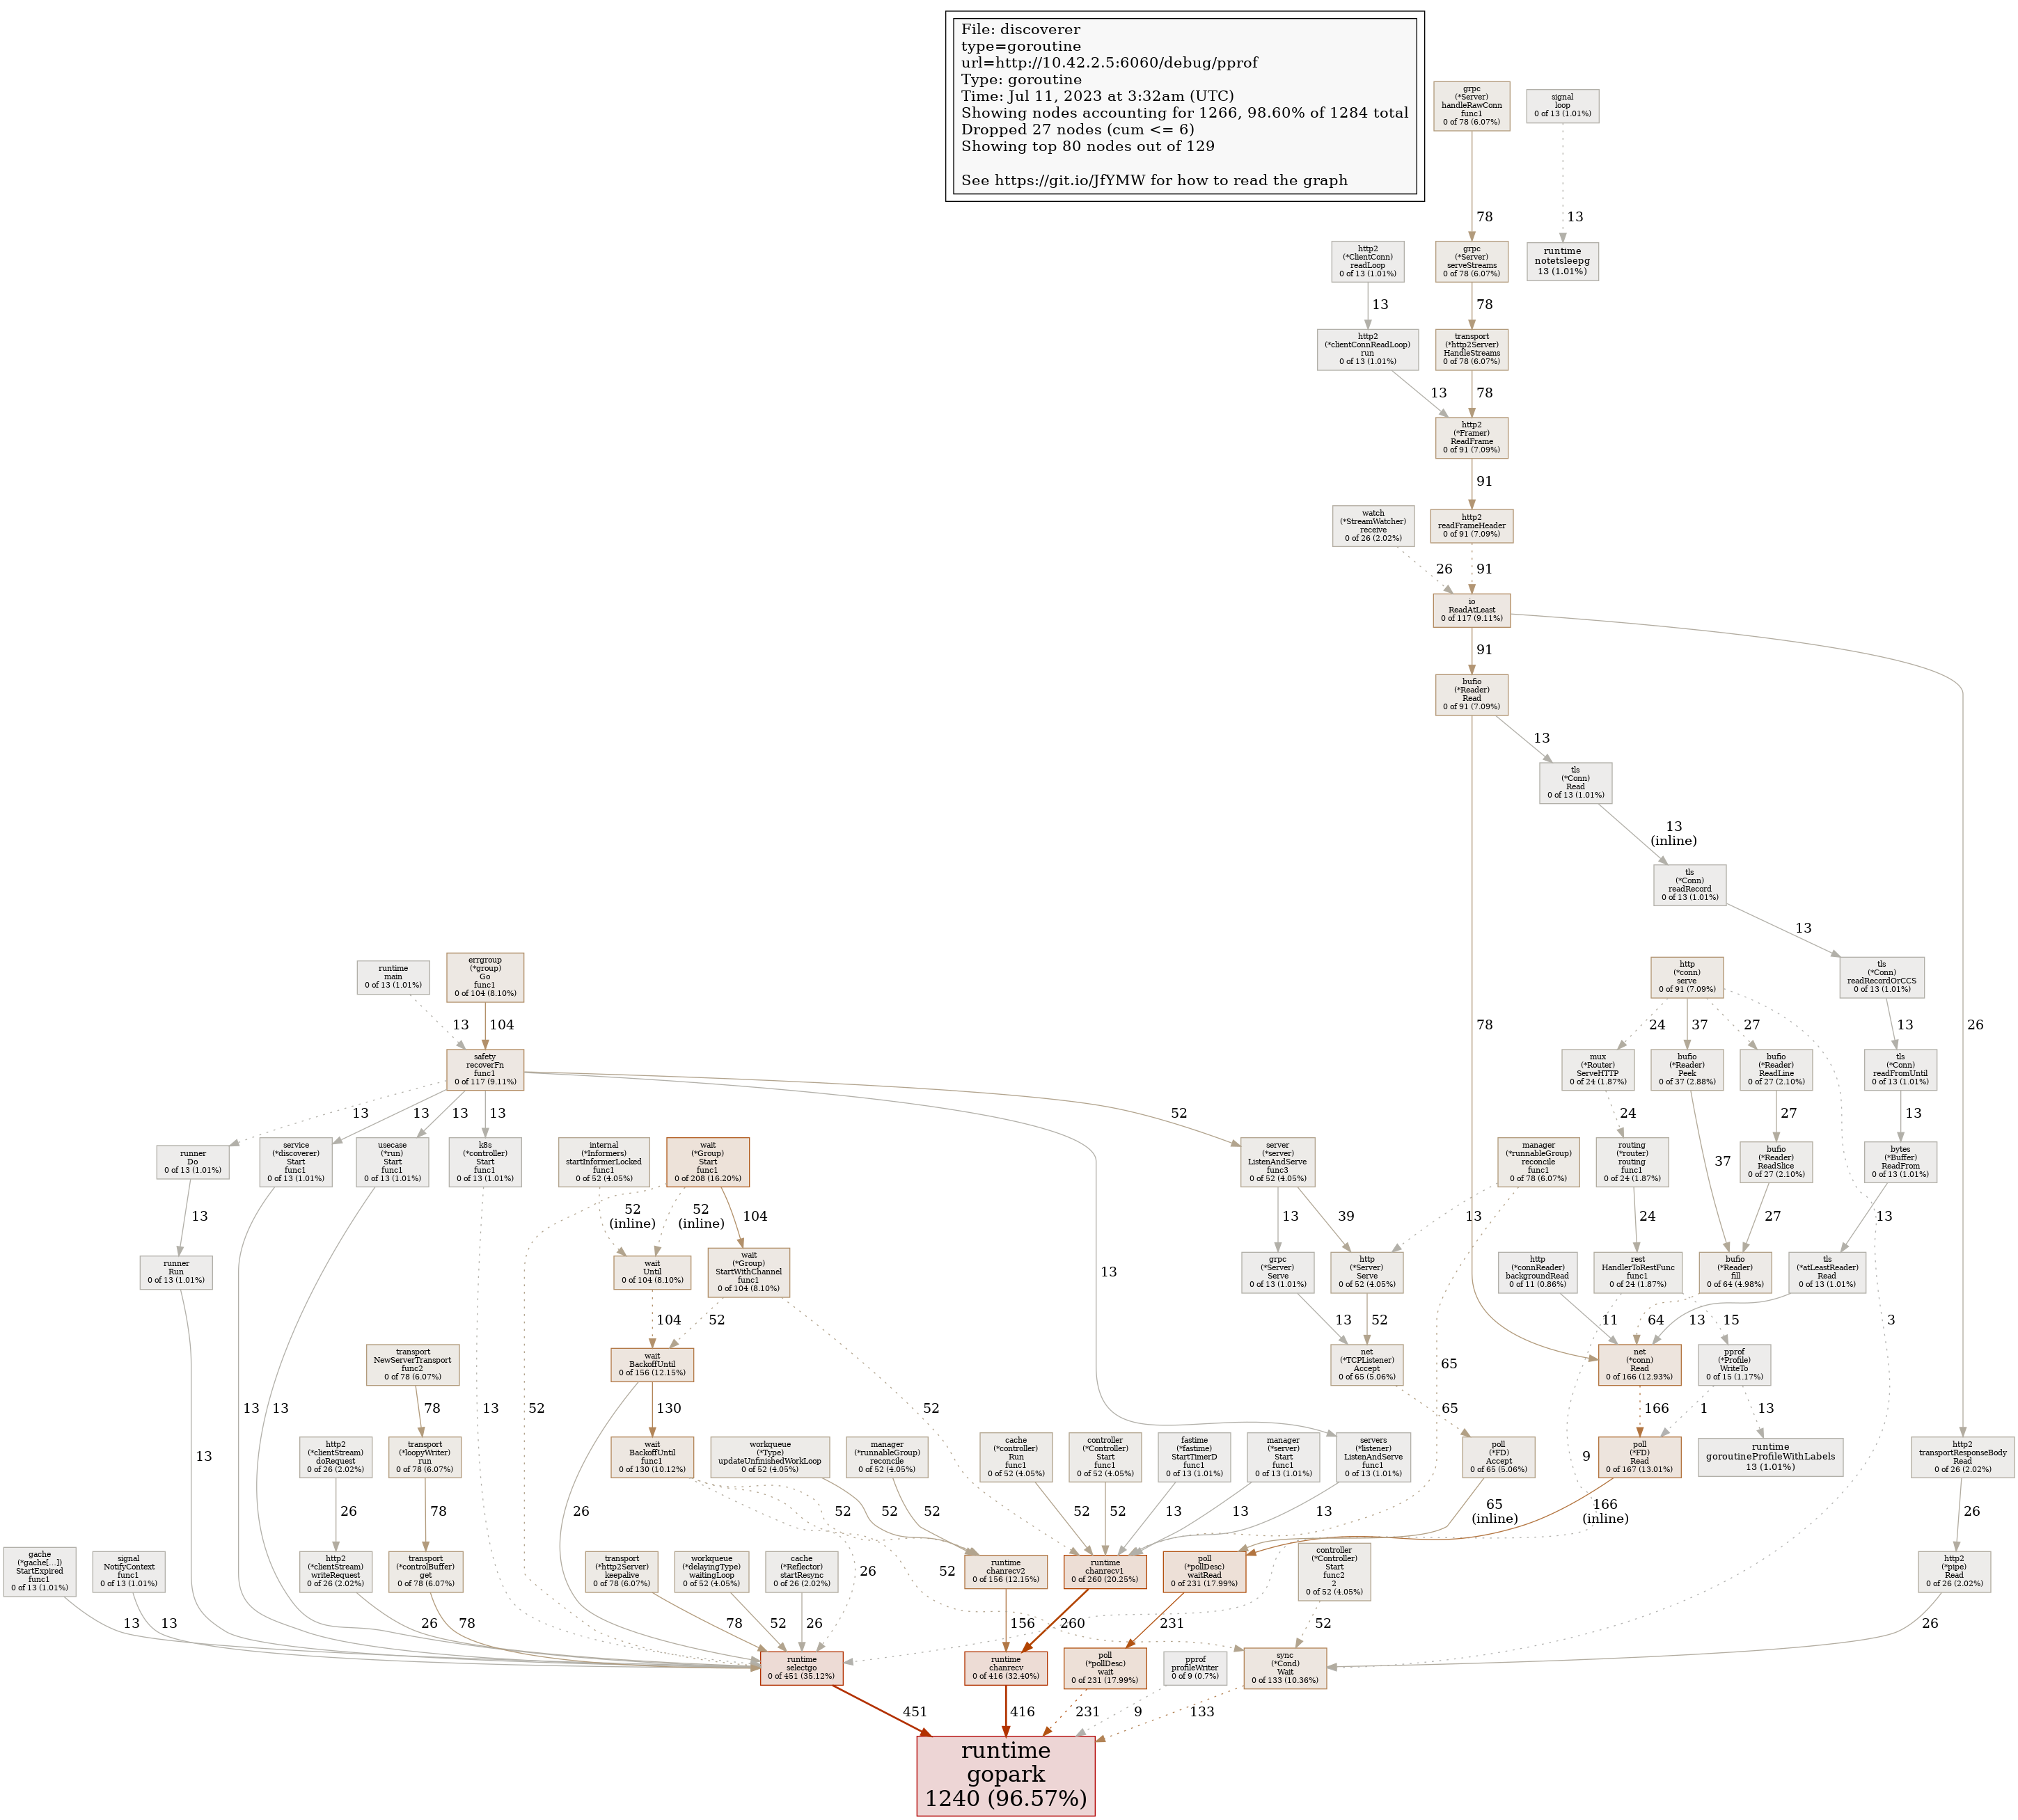 File: discoverer
type=goroutine
url=http://10.42.2.5:6060/debug/pprof
Type: goroutine
Time: Jul 11, 2023 at 3:32am (UTC)
Showing nodes accounting for 1266, 98.60% of 1284 total
Dropped 27 nodes (cum <= 6)
Showing top 80 nodes out of 129
See https://git.io/JfYMW for how to read the graph
grpc
(*Server)
handleRawConn
func1
0 of 78 (6.07%)
signal
loop
0 of 13 (1.01%)
78
13
http2
(*ClientConn)
readLoop
0 of 13 (1.01%)
grpc
(*Server)
serveStreams
0 of 78 (6.07%)
runtime
notetsleepg
13 (1.01%)
13
78
http2
(*clientConnReadLoop)
run
0 of 13 (1.01%)
transport
(*http2Server)
HandleStreams
0 of 78 (6.07%)
13
78
http2
(*Framer)
ReadFrame
0 of 91 (7.09%)
91
watch
(*StreamWatcher)
receive
0 of 26 (2.02%)
http2
readFrameHeader
0 of 91 (7.09%)
26
91
io
ReadAtLeast
0 of 117 (9.11%)
91
bufio
(*Reader)
Read
0 of 91 (7.09%)
13
tls
(*Conn)
Read
0 of 13 (1.01%)
13
(inline)
tls
(*Conn)
readRecord
0 of 13 (1.01%)
13
runtime
main
0 of 13 (1.01%)
errgroup
(*group)
Go
func1
0 of 104 (8.10%)
http
(*conn)
serve
0 of 91 (7.09%)
tls
(*Conn)
readRecordOrCCS
0 of 13 (1.01%)
13
104
78
24
37
27
13
26
safety
recoverFn
func1
0 of 117 (9.11%)
mux
(*Router)
ServeHTTP
0 of 24 (1.87%)
bufio
(*Reader)
Peek
0 of 37 (2.88%)
bufio
(*Reader)
ReadLine
0 of 27 (2.10%)
tls
(*Conn)
readFromUntil
0 of 13 (1.01%)
13
13
13
13
52
24
27
13
runner
Do
0 of 13 (1.01%)
service
(*discoverer)
Start
func1
0 of 13 (1.01%)
usecase
(*run)
Start
func1
0 of 13 (1.01%)
k8s
(*controller)
Start
func1
0 of 13 (1.01%)
internal
(*Informers)
startInformerLocked
func1
0 of 52 (4.05%)
wait
(*Group)
Start
func1
0 of 208 (16.20%)
server
(*server)
ListenAndServe
func3
0 of 52 (4.05%)
manager
(*runnableGroup)
reconcile
func1
0 of 78 (6.07%)
routing
(*router)
routing
func1
0 of 24 (1.87%)
37
bufio
(*Reader)
ReadSlice
0 of 27 (2.10%)
bytes
(*Buffer)
ReadFrom
0 of 13 (1.01%)
13
52
(inline)
52
(inline)
104
13
39
13
24
27
13
runner
Run
0 of 13 (1.01%)
wait
Until
0 of 104 (8.10%)
wait
(*Group)
StartWithChannel
func1
0 of 104 (8.10%)
13
grpc
(*Server)
Serve
0 of 13 (1.01%)
http
(*Server)
Serve
0 of 52 (4.05%)
http
(*connReader)
backgroundRead
0 of 11 (0.86%)
rest
HandlerToRestFunc
func1
0 of 24 (1.87%)
bufio
(*Reader)
fill
0 of 64 (4.98%)
tls
(*atLeastReader)
Read
0 of 13 (1.01%)
104
52
13
52
11
64
13
15
3
transport
NewServerTransport
func2
0 of 78 (6.07%)
wait
BackoffUntil
0 of 156 (12.15%)
net
(*TCPListener)
Accept
0 of 65 (5.06%)
65
net
(*conn)
Read
0 of 166 (12.93%)
pprof
(*Profile)
WriteTo
0 of 15 (1.17%)
13
13
13
78
52
130
52
65
166
1
13
http2
(*clientStream)
doRequest
0 of 26 (2.02%)
transport
(*loopyWriter)
run
0 of 78 (6.07%)
13
wait
BackoffUntil
func1
0 of 130 (10.12%)
workqueue
(*Type)
updateUnfinishedWorkLoop
0 of 52 (4.05%)
manager
(*runnableGroup)
reconcile
0 of 52 (4.05%)
cache
(*controller)
Run
func1
0 of 52 (4.05%)
controller
(*Controller)
Start
func1
0 of 52 (4.05%)
fastime
(*fastime)
StartTimerD
func1
0 of 13 (1.01%)
manager
(*server)
Start
func1
0 of 13 (1.01%)
servers
(*listener)
ListenAndServe
func1
0 of 13 (1.01%)
poll
(*FD)
Accept
0 of 65 (5.06%)
9
poll
(*FD)
Read
0 of 167 (13.01%)
runtime
goroutineProfileWithLabels
13 (1.01%)
http2
transportResponseBody
Read
0 of 26 (2.02%)
26
78
26
52
52
52
52
52
13
13
13
65
(inline)
166
(inline)
26
gache
(*gache[...])
StartExpired
func1
0 of 13 (1.01%)
signal
NotifyContext
func1
0 of 13 (1.01%)
http2
(*clientStream)
writeRequest
0 of 26 (2.02%)
transport
(*controlBuffer)
get
0 of 78 (6.07%)
transport
(*http2Server)
keepalive
0 of 78 (6.07%)
workqueue
(*delayingType)
waitingLoop
0 of 52 (4.05%)
cache
(*Reflector)
startResync
0 of 26 (2.02%)
26
52
runtime
chanrecv2
0 of 156 (12.15%)
runtime
chanrecv1
0 of 260 (20.25%)
poll
(*pollDesc)
waitRead
0 of 231 (17.99%)
controller
(*Controller)
Start
func2
2
0 of 52 (4.05%)
http2
(*pipe)
Read
0 of 26 (2.02%)
13
13
26
78
78
52
26
156
260
231
52
26
runtime
selectgo
0 of 451 (35.12%)
runtime
chanrecv
0 of 416 (32.40%)
poll
(*pollDesc)
wait
0 of 231 (17.99%)
pprof
profileWriter
0 of 9 (0.7%)
sync
(*Cond)
Wait
0 of 133 (10.36%)
451
416
231
9
133
runtime
gopark
1240 (96.57%)